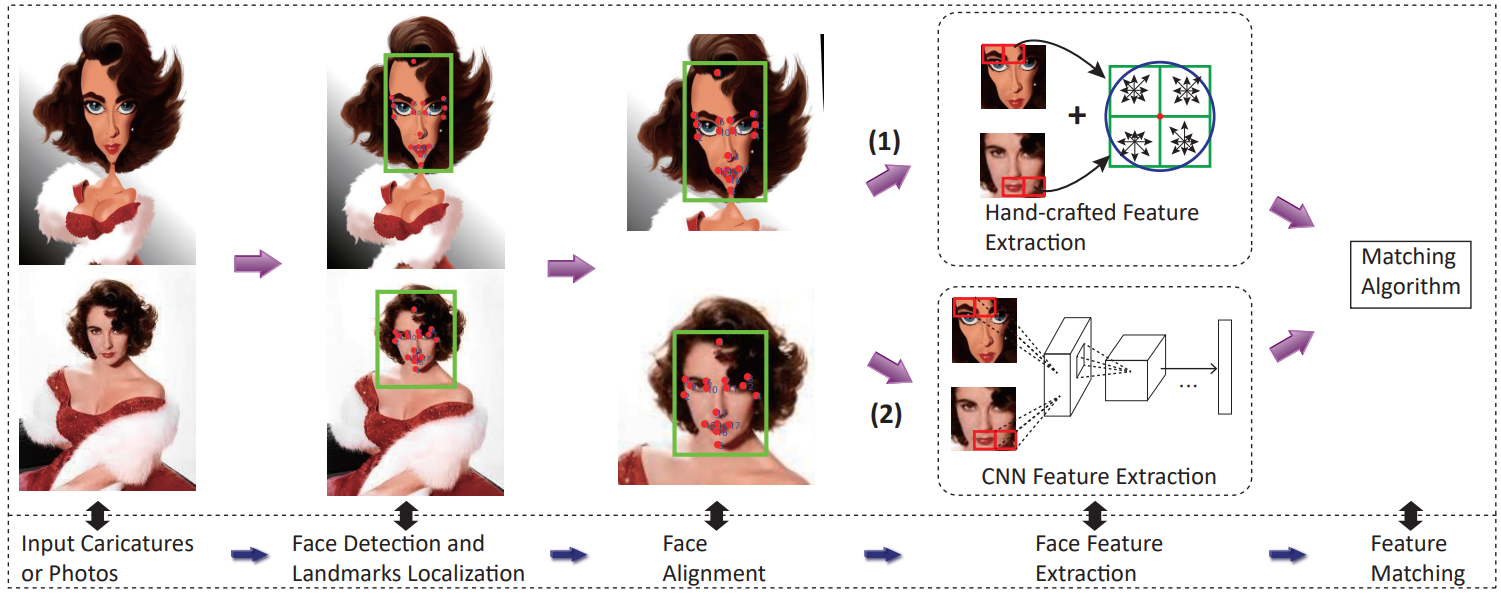 (1)
+
Hand-crafted Feature
Extraction
Matching
Algorithm
(2)
...
CNN Feature Extraction
Input Caricatures
or Photos
Face Detection and
Landmarks Localization
Face
Alignment
Face Feature
Extraction
Feature
Matching